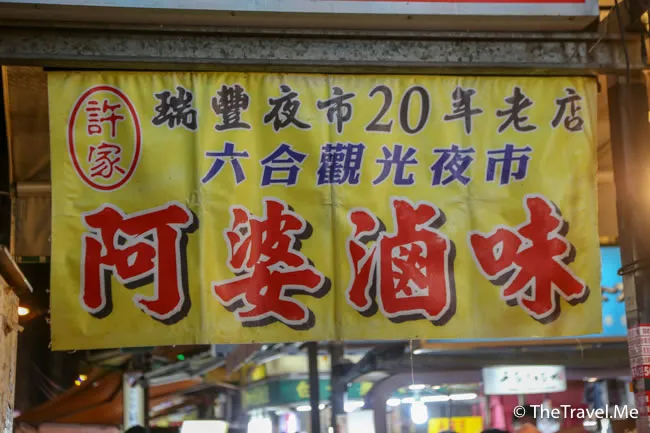 許家
瑞豐夜市20年老店
六合觀光夜市
阿婆滷味
© TheTravel.Me